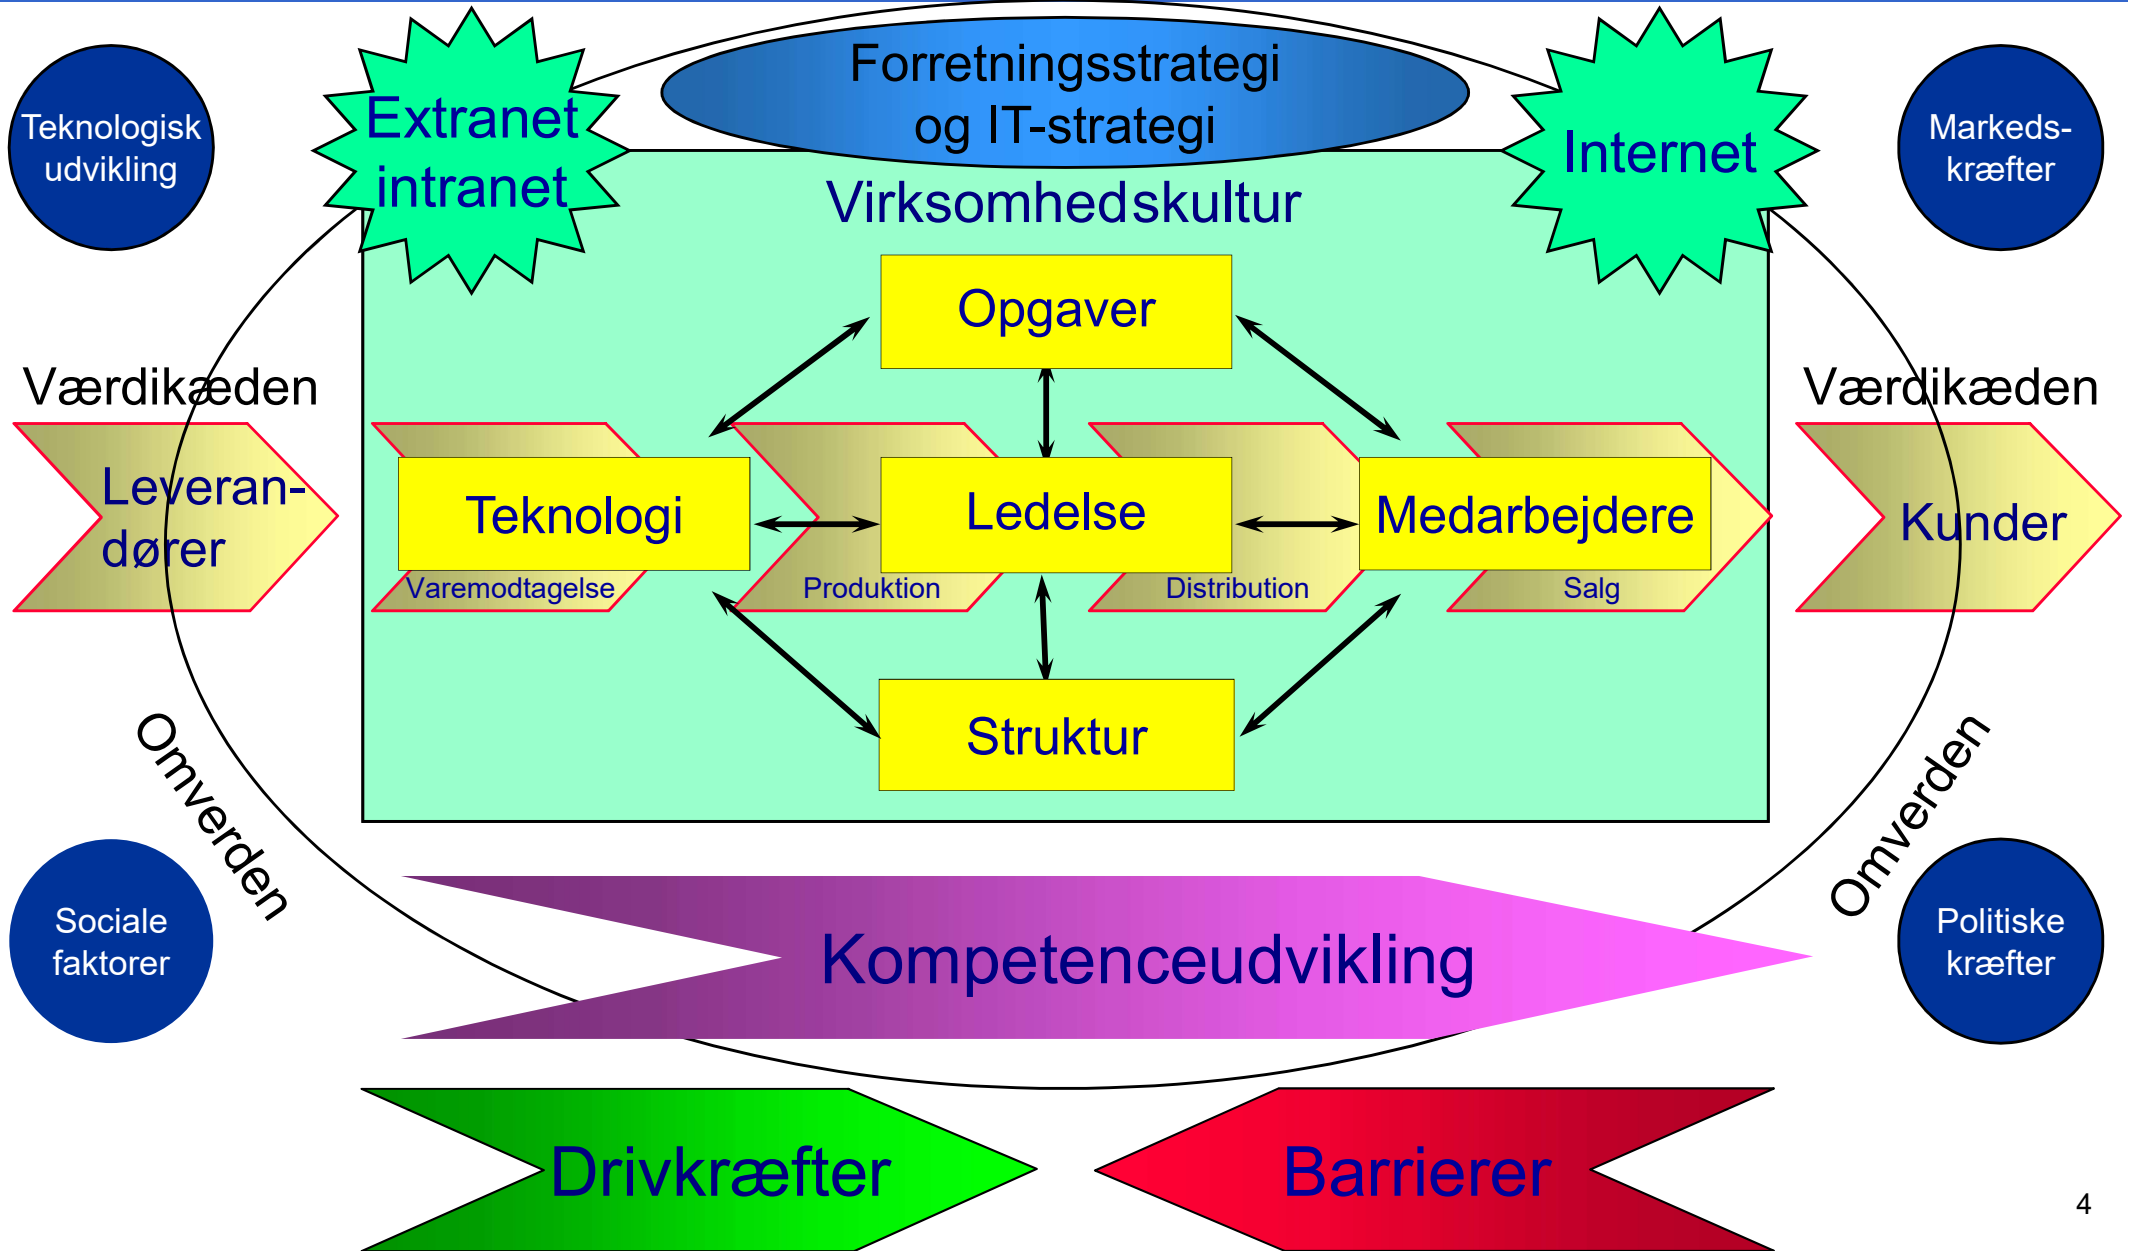 Forretningsstrategi
og IT-strategi
Teknologisk
udvikling
Extranet
intranet
Internet
Markeds-
kræfter
Virksomhedskultur
Opgaver
Værdikæden
Værdikæden
Leveran-
dører
Teknologi
Ledelse
Medarbejdere
Kunder
Varemodtagelse
Produktion
Distribution
Salg
Struktur
Omverden
Omverden
Sociale
faktorer
Kompetenceudvikling
Politiske
kræfter
Drivkræfter
Barrierer
4